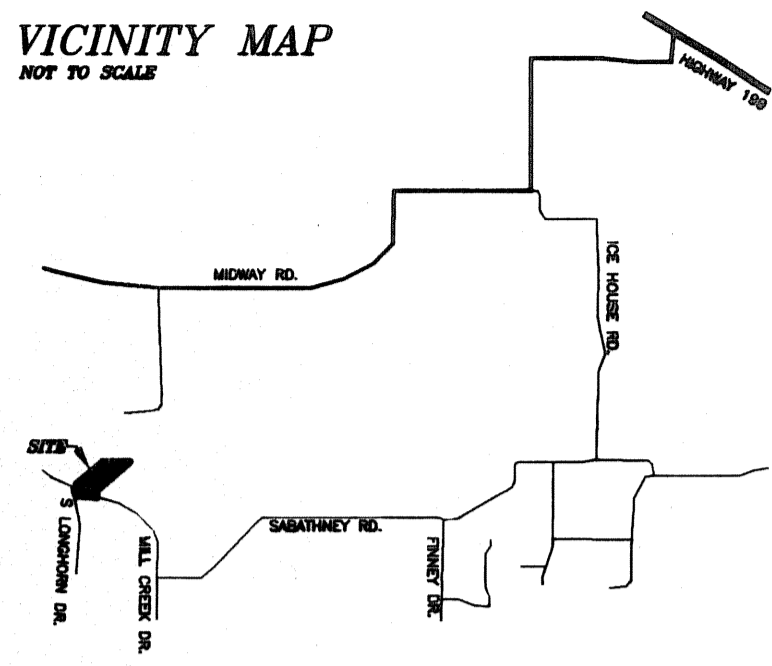 VICINITY MAP
NOT TO SCALE
HIGHWAY 199
MIDWAY RD.
ICE HOUSE RD.
SITE
S LONGHORN DR.
MILL CREEK DR.
SABATHNEY RD.
FINNEY DR.